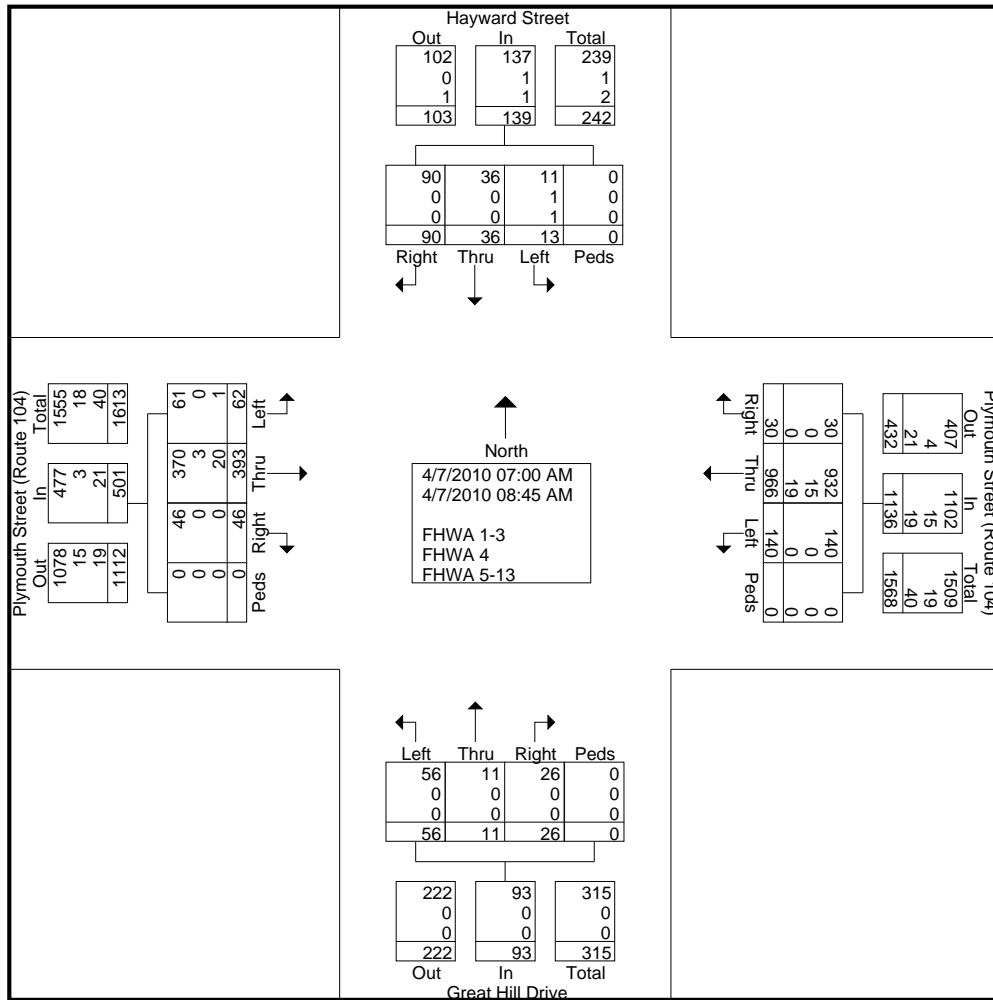 Hayward Street
Out In Total
102 137 239
0 1 1
1 1 2
103 139 242
90 36 11 0
0 0 1 0
0 0 1 0
90 36 13 0
Right Thru Left Peds
Plymouth Street (Route 104)
Total In Out
1555 477 1078
18 3 15
40 21 19
1613 501 1112
61 370 46 0
0 3 0 0
1 20 0 0
62 393 46 0
Left Thru Right Peds
North
4/7/2010 07:00 AM
4/7/2010 08:45 AM
FHWA 1-3
FHWA 4
FHWA 5-13
Plymouth Street (Route 104)
Out In Total
407 1102 1509
4 15 19
21 19 40
432 1136 1568
30 932 140 0
0 15 0 0
0 19 0 0
30 966 140 0
Right Thru Left Peds
Left Thru Right Peds
56 11 26 0
0 0 0 0
0 0 0 0
56 11 26 0
222 93 315
0 0 0
0 0 0
222 93 315
Out In Total
Great Hill Drive